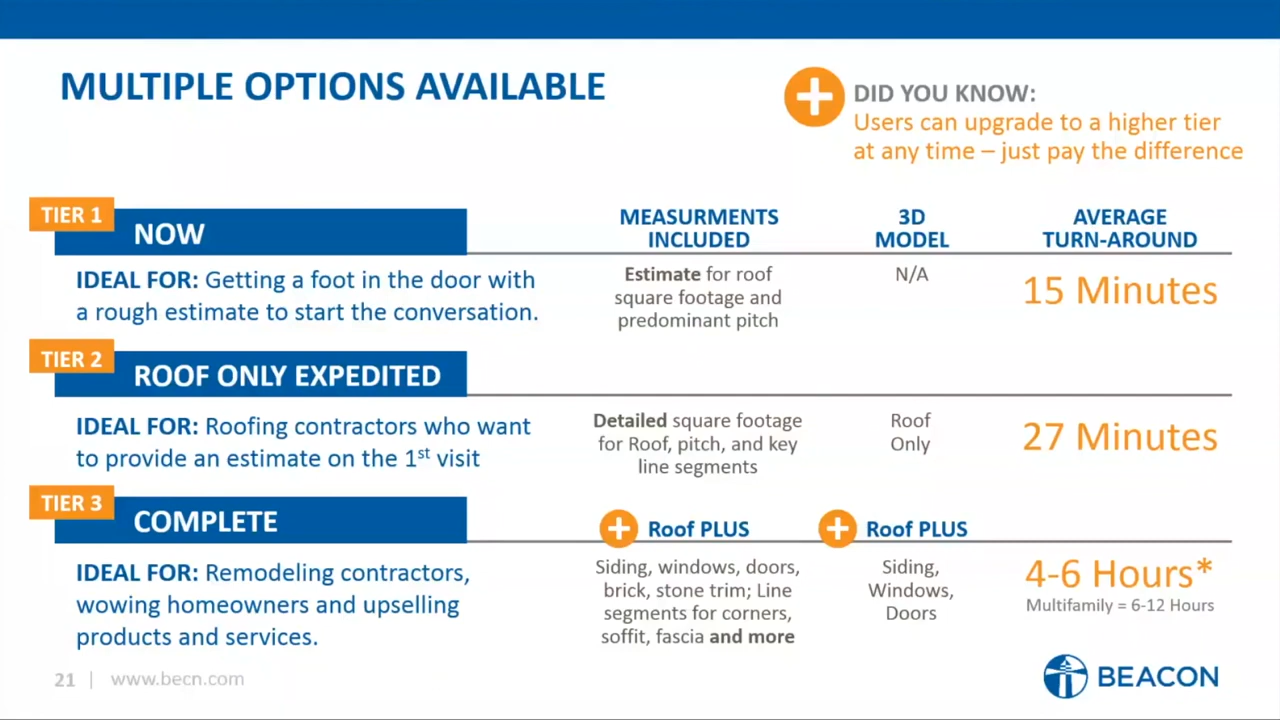 MULTIPLE OPTIONS AVAILABLE
DID YOU KNOW:
Users can upgrade to a higher tier
at any time – just pay the difference
MEASURMENTS
INCLUDED
3D
MODEL
AVERAGE
TURN-AROUND
TIER 1
NOW
IDEAL FOR: Getting a foot in the door with
a rough estimate to start the conversation.
Estimate for roof
square footage and
predominant pitch
N/A
15 Minutes
TIER 2
ROOF ONLY EXPEDITED
IDEAL FOR: Roofing contractors who want
to provide an estimate on the 1st visit
Detailed square footage
for Roof, pitch, and key
line segments
Roof
Only
27 Minutes
TIER 3
COMPLETE
IDEAL FOR: Remodeling contractors,
wowing homeowners and upselling
products and services.
Roof PLUS
Siding, windows, doors,
brick, stone trim; Line
segments for corners,
soffit, fascia and more
Roof PLUS
Siding,
Windows,
Doors
4-6 Hours*
Multifamily = 6-12 Hours
21 | www.becn.com
BEACON